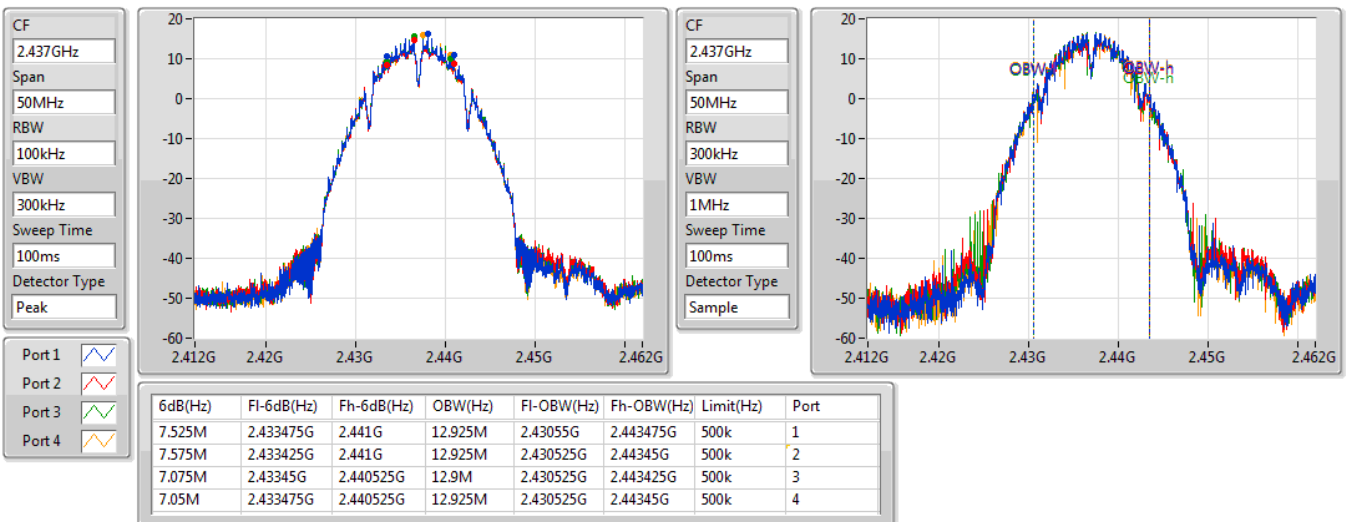 CF
2.437GHz
Span
50MHz
RBW
100kHz
VBW
300kHz
Sweep Time
100ms
Detector Type
Peak
20
10
0
-10
-20
-30
-40
-50
-60
2.412G 2.42G 2.43G 2.44G 2.45G 2.462G
CF
2.437GHz
Span
50MHz
RBW
300kHz
VBW
1MHz
Sweep Time
100ms
Detector Type
Sample
20
10
0
-10
-20
-30
-40
-50
-60
OBW-h
OBW-h
2.412G 2.42G 2.43G 2.44G 2.45G 2.462G
Port 1
Port 2
Port 3
Port 4
6dB(Hz) Fl-6dB(Hz) Fh-6dB(Hz) OBW(Hz) Fl-OBW(Hz) Fh-OBW(Hz) Limit(Hz) Port
7.525M 2.433475G 2.441G 12.925M 2.43055G 2.443475G 500k 1
7.575M 2.433425G 2.441G 12.925M 2.430525G 2.44345G 500k 2
7.075M 2.43345G 2.440525G 12.9M 2.430525G 2.443425G 500k 3
7.05M 2.433475G 2.440525G 12.925M 2.430525G 2.44345G 500k 4